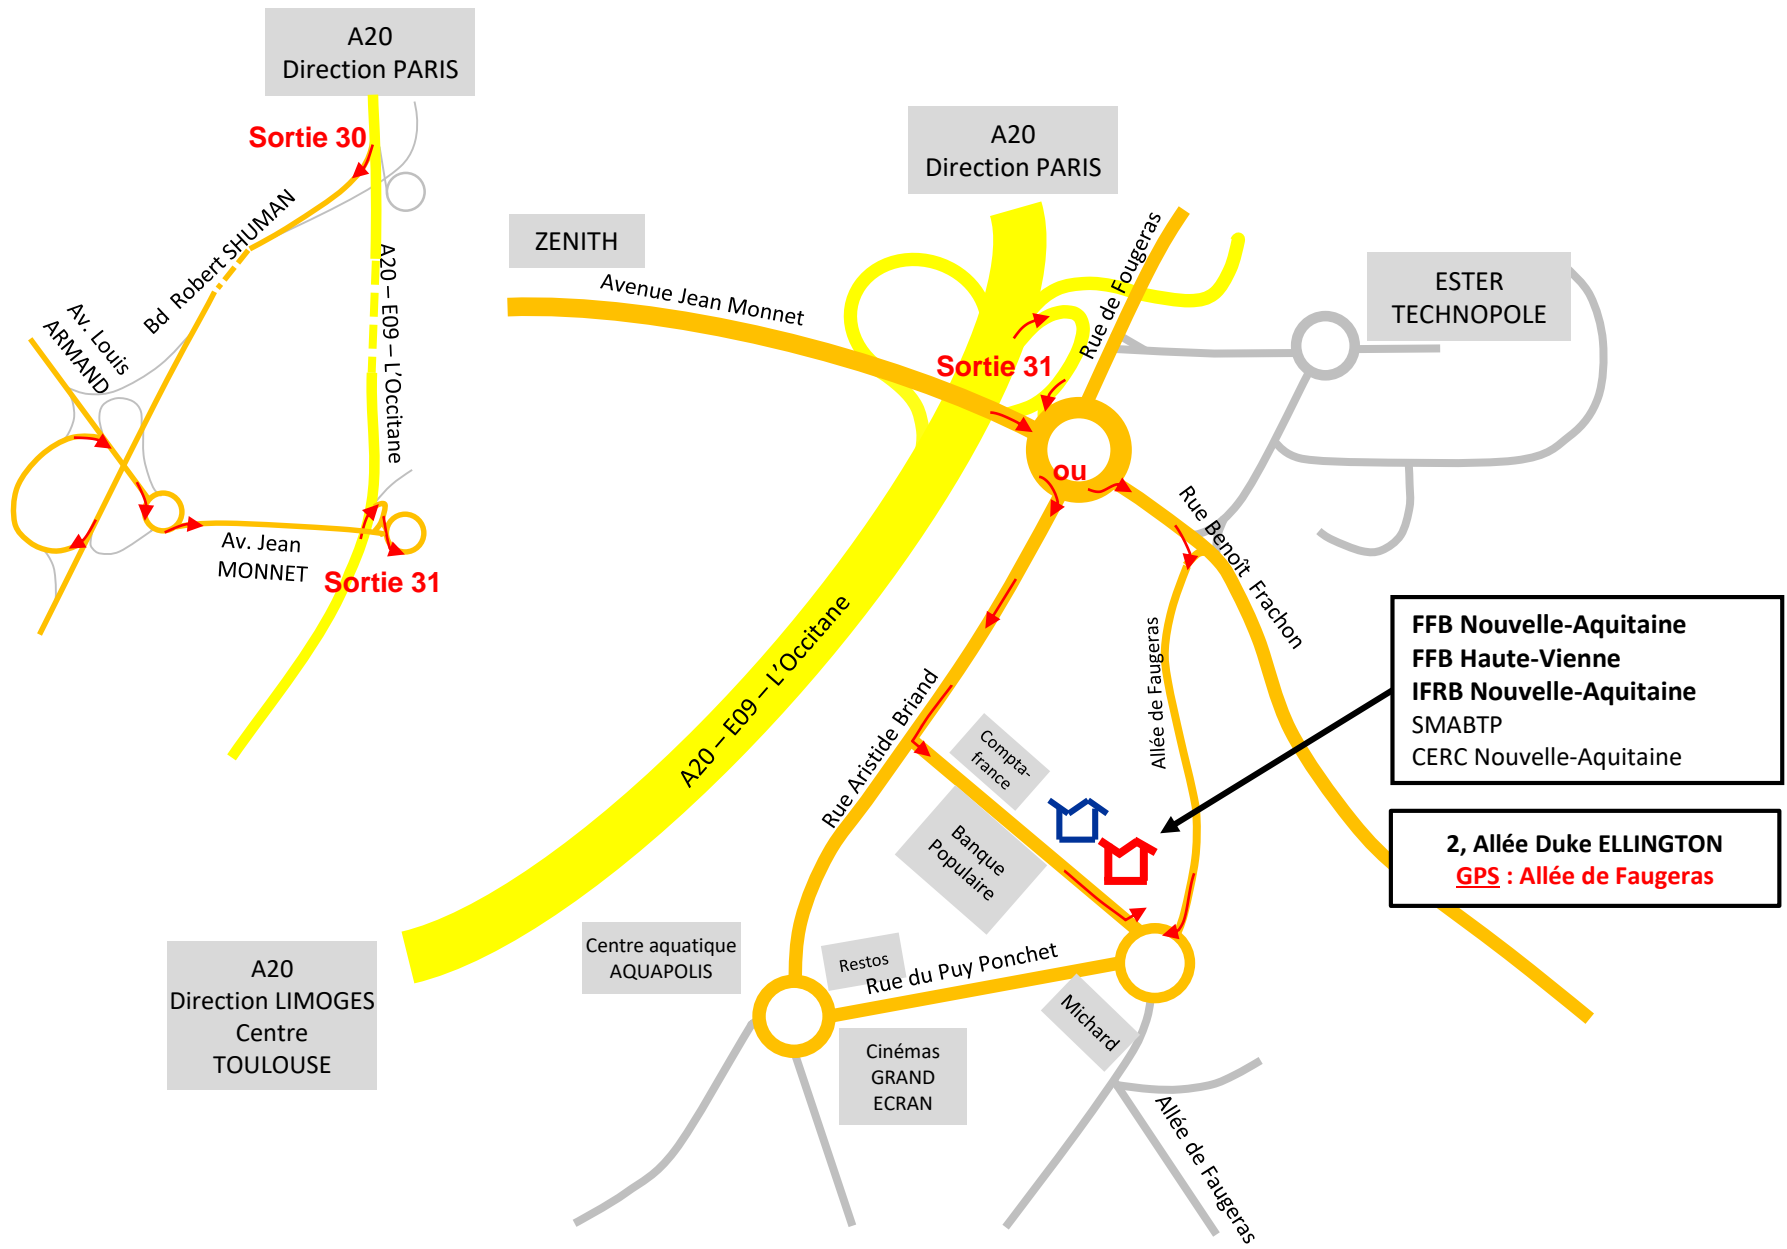 A20
Direction PARIS
Sortie 30
Bd Robert SHUMAN
A20 – E09 – L'Occitane
Av. Louis
ARMAND
Av. Jean
MONNET
Sortie 31
A20
Direction PARIS
ZENITH
Avenue Jean Monnet
Rue de Fougeras
ESTER
TECHNOPOLE
Sortie 31
ou
Rue Benoît Frachon
A20 – E09 – L'Occitane
Rue Aristide Briand
Allée de Faugeras
FFB Nouvelle-Aquitaine
FFB Haute-Vienne
IFRB Nouvelle-Aquitaine
SMABTP
CERC Nouvelle-Aquitaine
Compta-
france
Banque
Populaire
2, Allée Duke ELLINGTON
GPS : Allée de Faugeras
Centre aquatique
AQUAPOLIS
Restos
Rue du Puy Ponchet
Michard
A20
Direction LIMOGES
Centre
TOULOUSE
Cinémas
GRAND
ECRAN
Allée de Faugeras